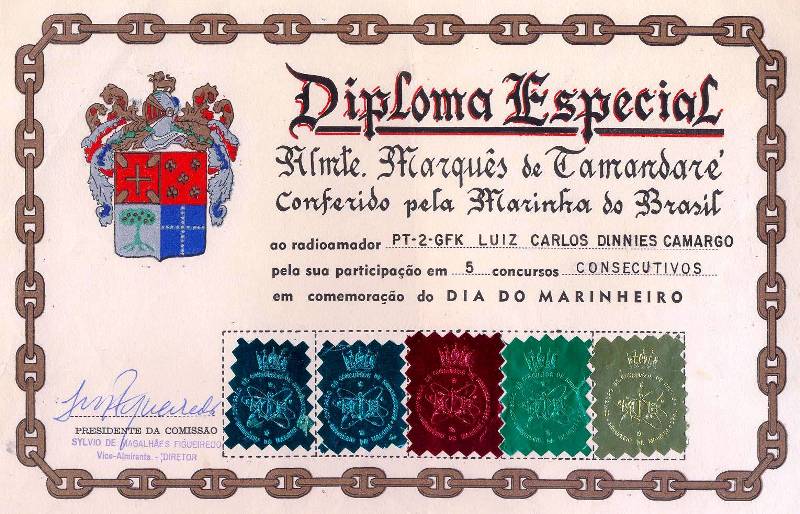 Diploma Especial
Almte. Marquês de Tamandaré
Conferido pela Marinha do Brasil
ao radioamador PT-2-GFK LUIZ CARLOS DINNIES CAMARGO
pela sua participação em 5 concursos CONSECUTIVOS
em comemoração do DIA DO MARINHEIRO
PRESIDENTE DA COMISSÃO
SYLVIO DE MAGALHÃES FIGUEIREDO
Vice-Almirante - DIRETOR